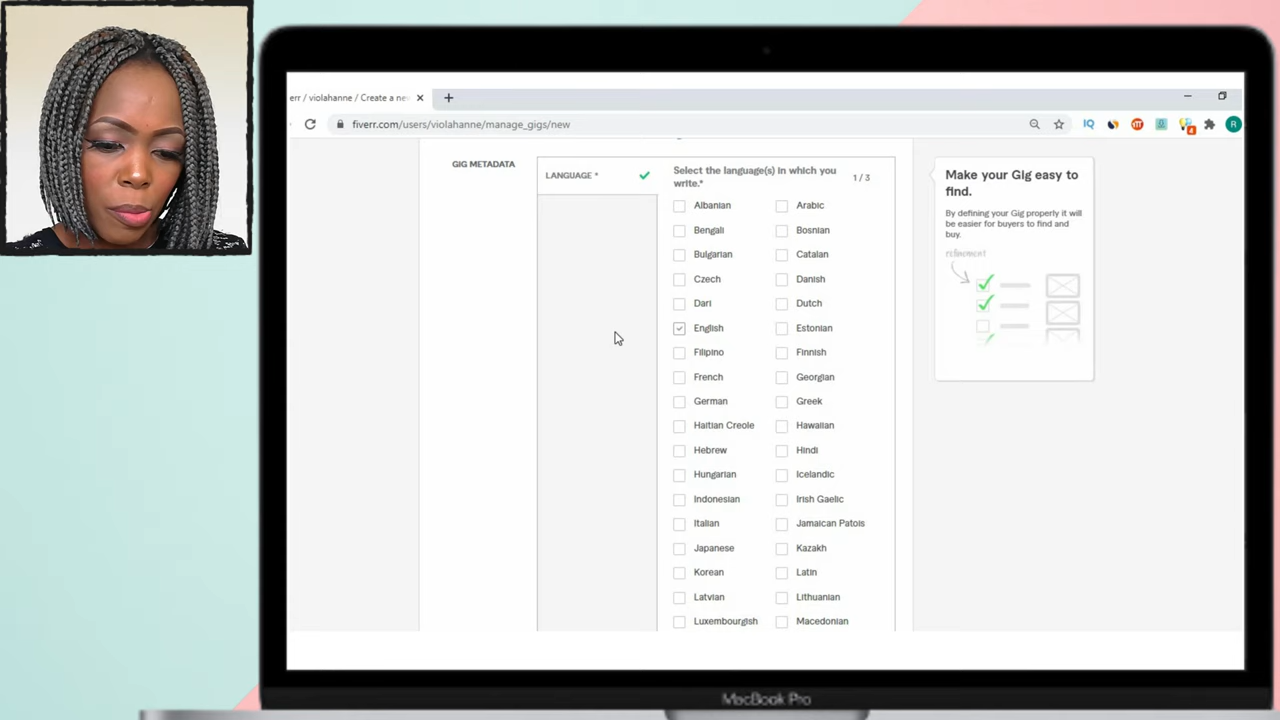 err / violahanne / Create a ne
fiverr.com/users/violahanne/manage_gigs/new
GIG METADATA
LANGUAGE *
Select the language(s) in which you
write.*
1 / 3
Albanian Arabic
Bengali Bosnian
Bulgarian Catalan
Czech Danish
Dari Dutch
English Estonian
Filipino Finnish
French Georgian
German Greek
Haitian Creole Hawaiian
Hebrew Hindi
Hungarian Icelandic
Indonesian Irish Gaelic
Italian Jamaican Patois
Japanese Kazakh
Korean Latin
Latvian Lithuanian
Luxembourgish Macedonian
Make your Gig easy to
find.
By defining your Gig properly it will
be easier for buyers to find and
buy.
refinement
IQ
4
R
MacBook Pro